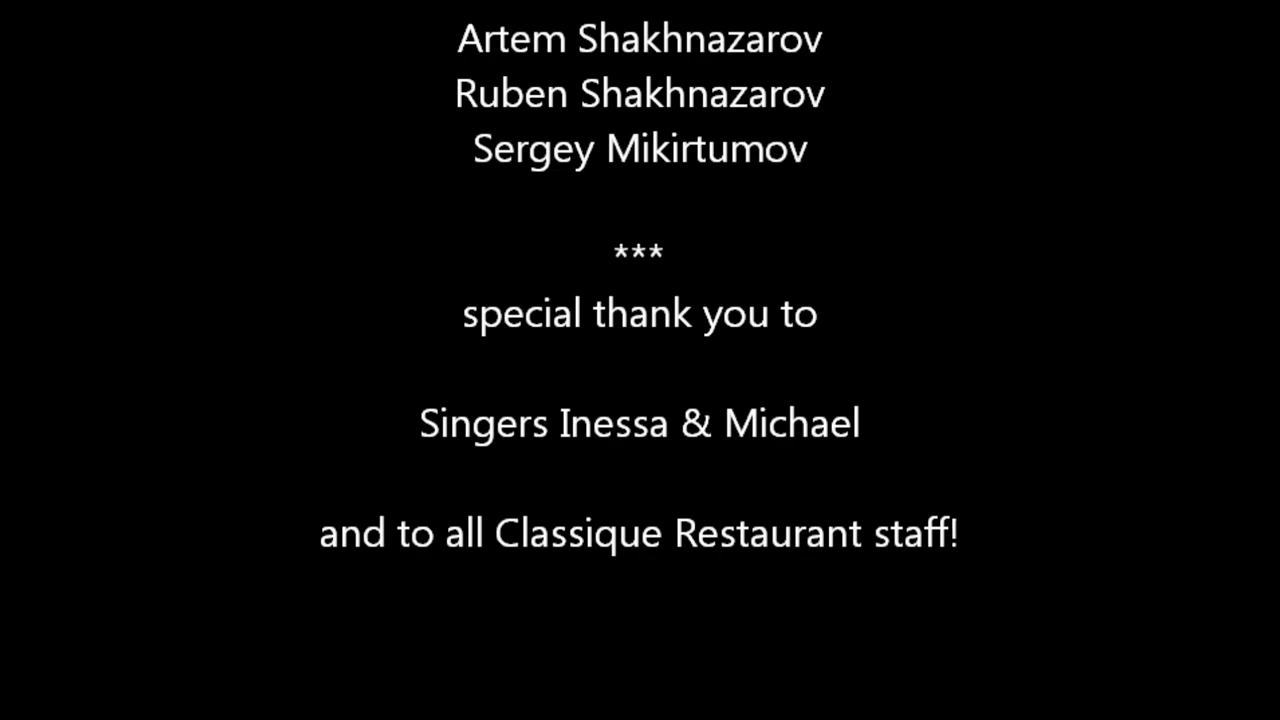 Artem Shakhnazarov
Ruben Shakhnazarov
Sergey Mikirtumov
***
special thank you to
Singers Inessa & Michael
and to all Classique Restaurant staff!